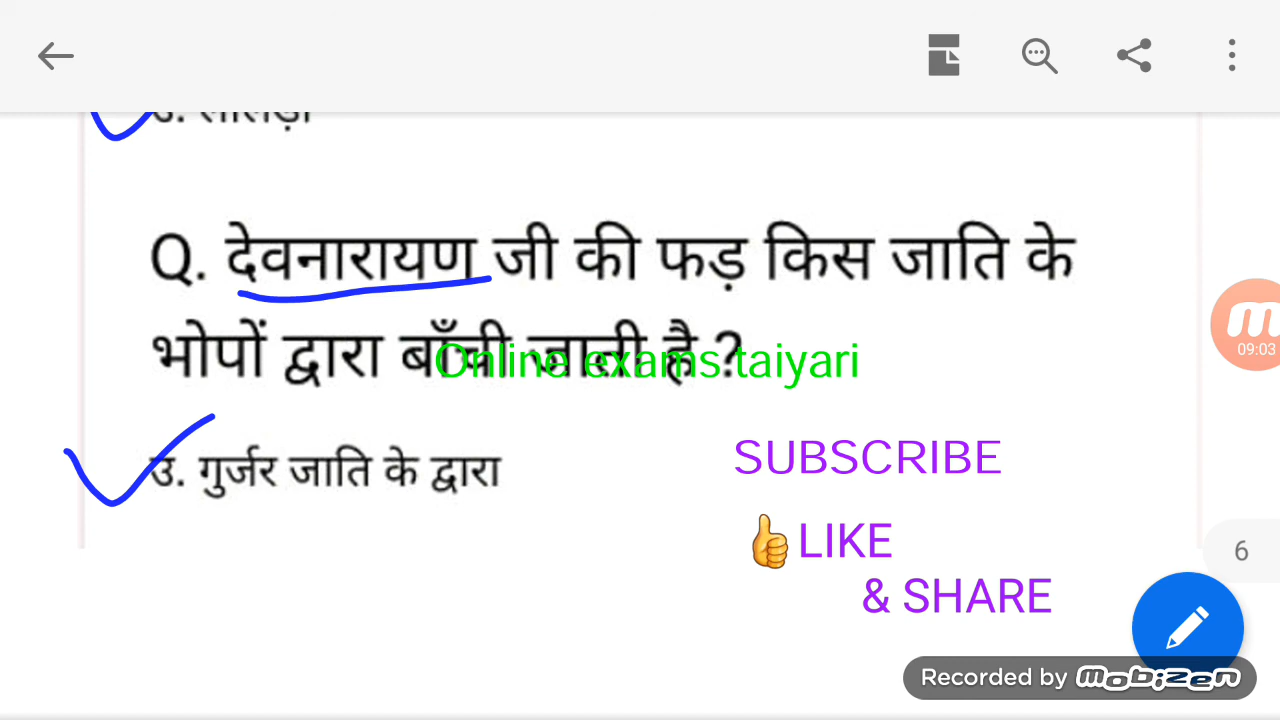 Q. देवनारायण जी की फड़ किस जाति के
भोपों द्वारा बाँची जाती है ?
Online exams taiyari
उ. गुर्जर जाति के द्वारा
SUBSCRIBE
👍LIKE
& SHARE
09:03
6
Recorded by mobizen